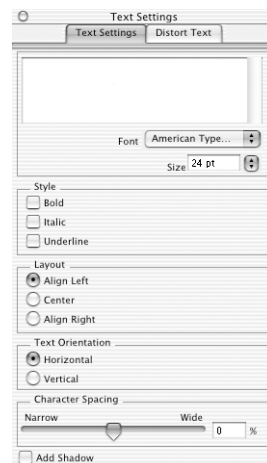 Text Settings
Text Settings Distort Text
Font American Type...
Size 24 pt
Style
Bold
Italic
Underline
Layout
Align Left
Center
Align Right
Text Orientation
Horizontal
Vertical
Character Spacing
Narrow Wide
0 %
Add Shadow